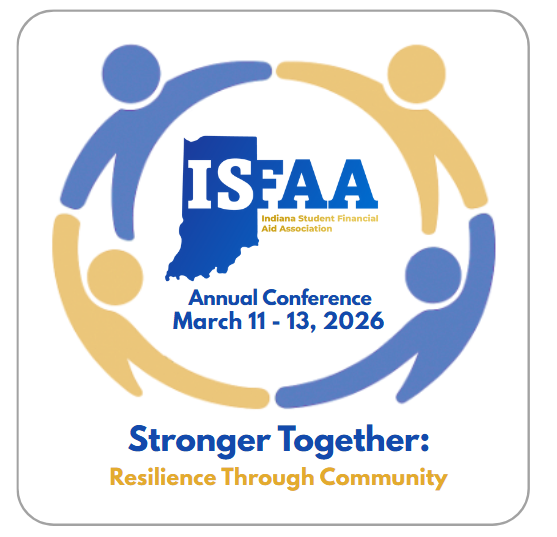 ISFAA
Indiana Student Financial
Aid Association
Annual Conference
March 11 - 13, 2026
Stronger Together:
Resilience Through Community